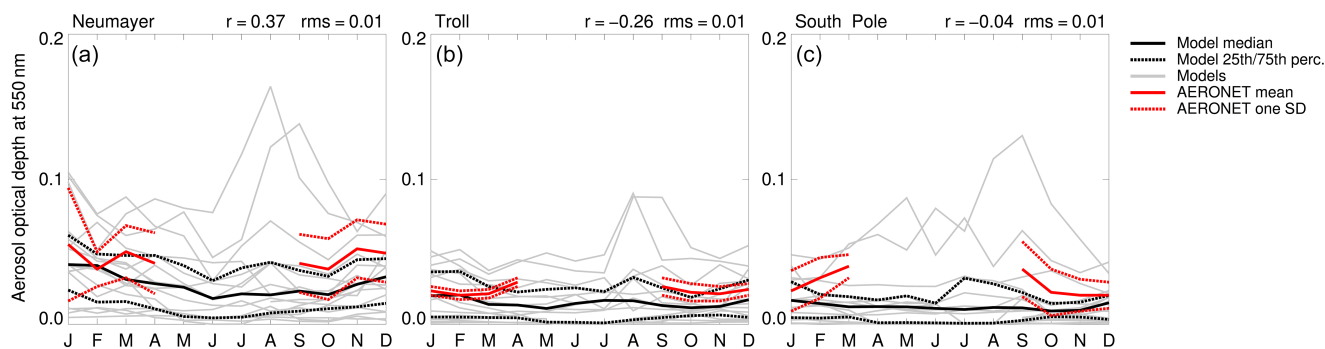 Neumayer r = 0.37 rms = 0.01
Troll r = −0.26 rms = 0.01
South Pole r = −0.04 rms = 0.01
Aerosol optical depth at 550 nm
0.2
0.1
0.0
(a)
J F M A M J J A S O N D
0.2
0.1
0.0
(b)
J F M A M J J A S O N D
0.2
0.1
0.0
(c)
J F M A M J J A S O N D
Model median
Model 25th/75th perc.
Models
AERONET mean
AERONET one SD